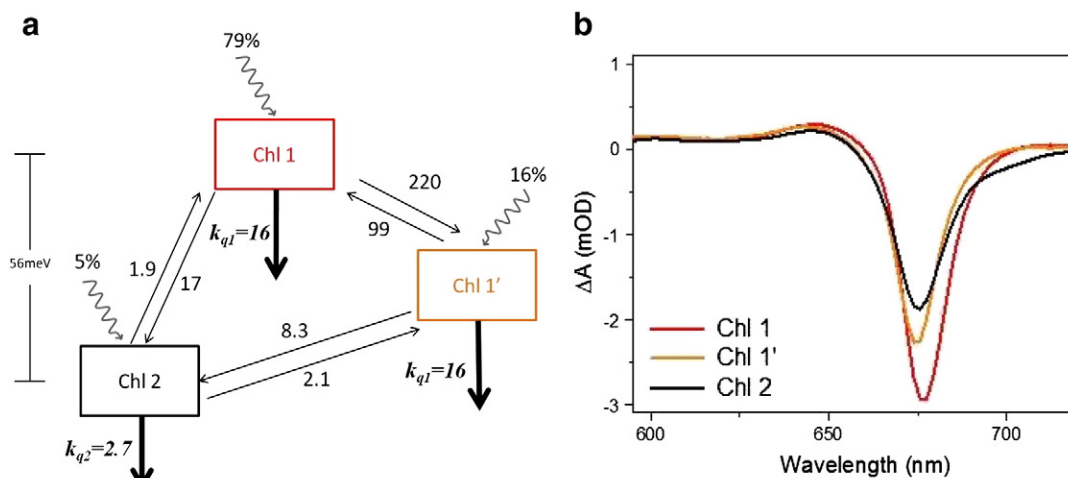 a
79%
Chl 1
220
16%
99
k_q1=16
56meV
5%
1.9
17
Chl 1'
8.3
2.1
k_q1=16
Chl 2
k_q2=2.7
b
1
0
-1
-2
-3
ΔA (mOD)
Chl 1
Chl 1'
Chl 2
600
650
700
Wavelength (nm)